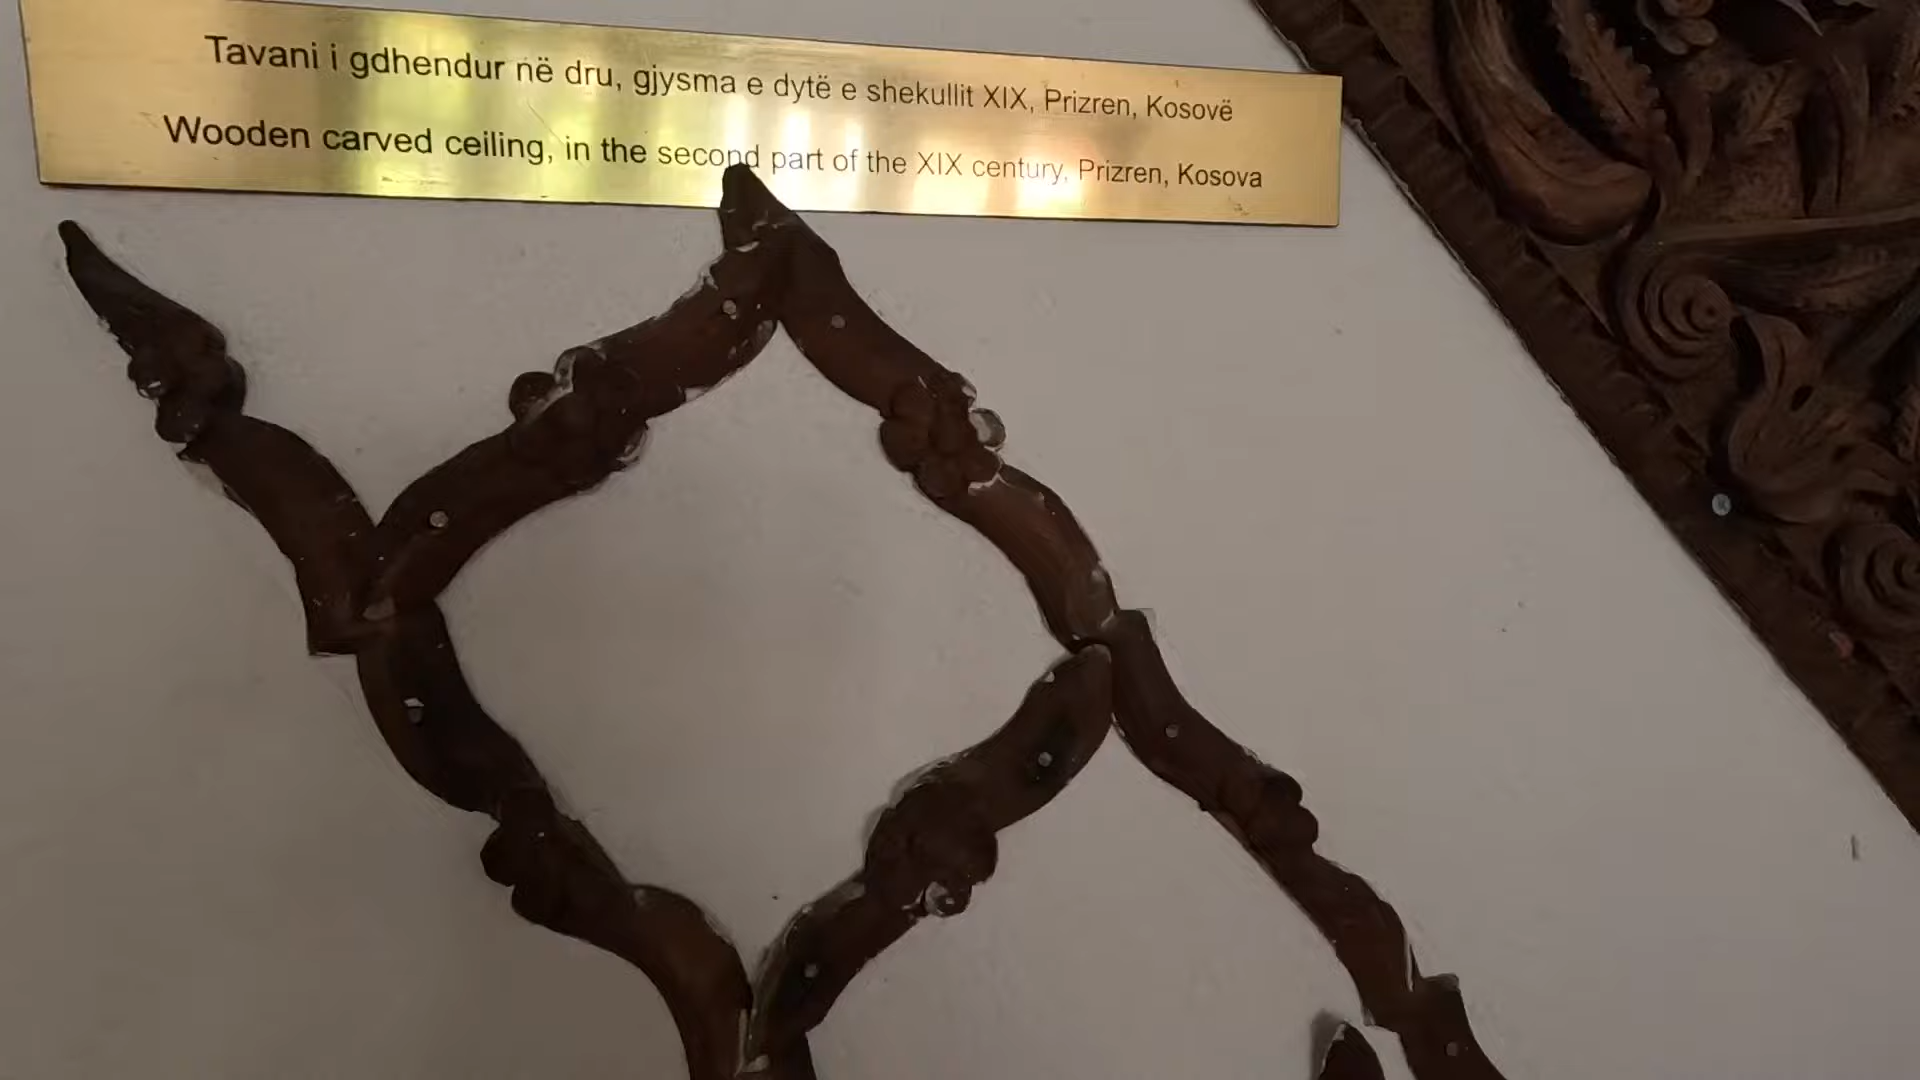 Tavani i gdhendur në dru, gjysma e dytë e shekullit XIX, Prizren, Kosovë
Wooden carved ceiling, in the second part of the XIX century, Prizren, Kosova